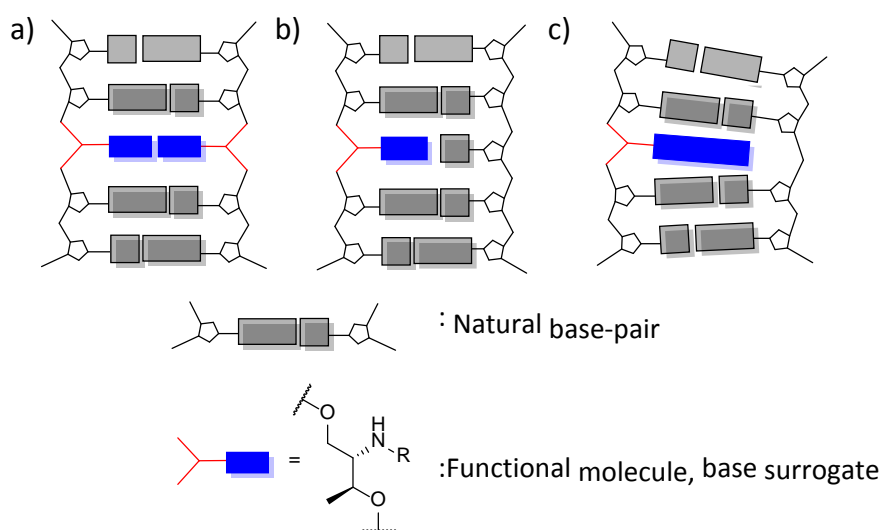 a) b) c)
: Natural base-pair
O
H
N
R
=
:Functional molecule, base surrogate
O